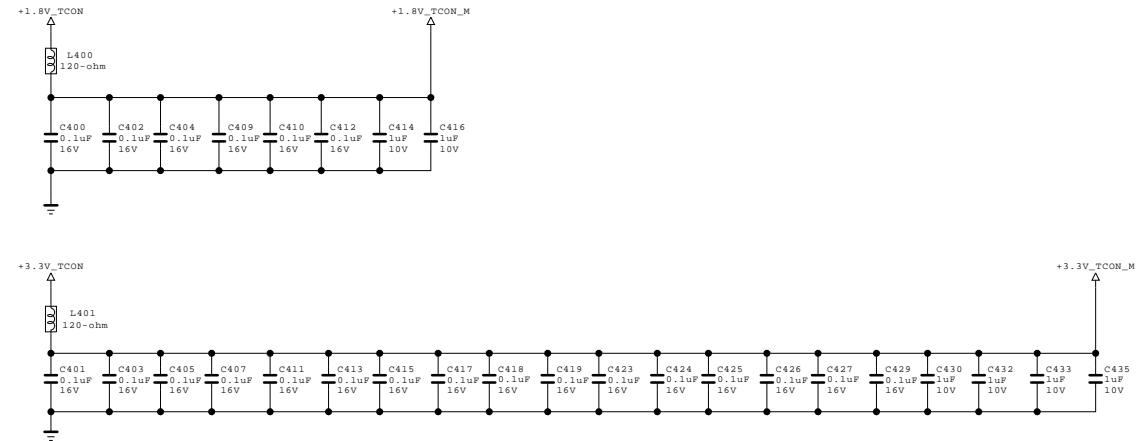 +1.8V_TCON
+1.8V_TCON_M
L400
120-ohm
C400
0.1uF
16V
C402
0.1uF
16V
C404
0.1uF
16V
C409
0.1uF
16V
C410
0.1uF
16V
C412
0.1uF
16V
C414
1uF
10V
C416
1uF
10V
+3.3V_TCON
+3.3V_TCON_M
L401
120-ohm
C401
0.1uF
16V
C403
0.1uF
16V
C405
0.1uF
16V
C407
0.1uF
16V
C411
0.1uF
16V
C413
0.1uF
16V
C415
0.1uF
16V
C417
0.1uF
16V
C418
0.1uF
16V
C419
0.1uF
16V
C423
0.1uF
16V
C424
0.1uF
16V
C425
0.1uF
16V
C426
0.1uF
16V
C427
0.1uF
16V
C429
0.1uF
16V
C430
1uF
10V
C432
1uF
10V
C433
1uF
10V
C435
1uF
10V